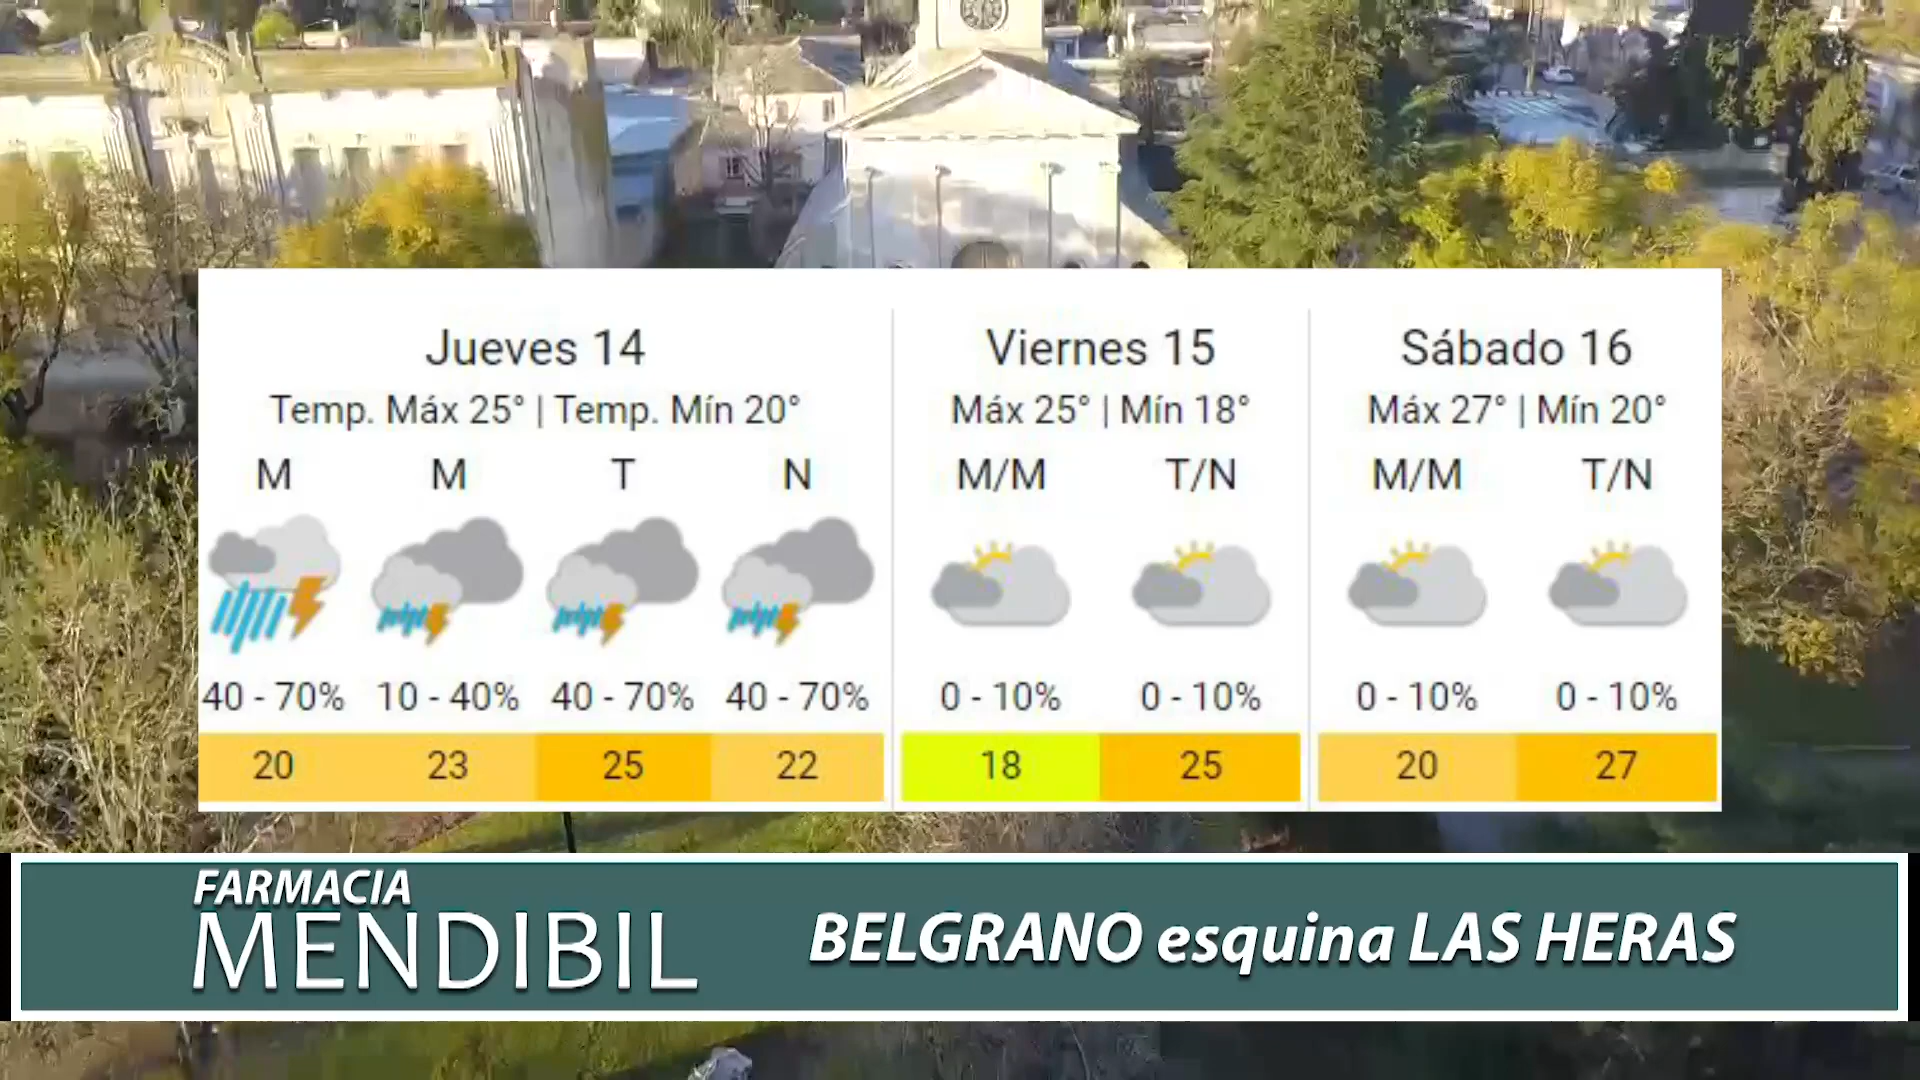 Jueves 14
Temp. Máx 25° | Temp. Mín 20°
M M T N
40 - 70% 10 - 40% 40 - 70% 40 - 70%
20 23 25 22
Viernes 15
Máx 25° | Mín 18°
M/M T/N
0 - 10% 0 - 10%
18 25
Sábado 16
Máx 27° | Mín 20°
M/M T/N
0 - 10% 0 - 10%
20 27
FARMACIA
MENDIBIL
BELGRANO esquina LAS HERAS